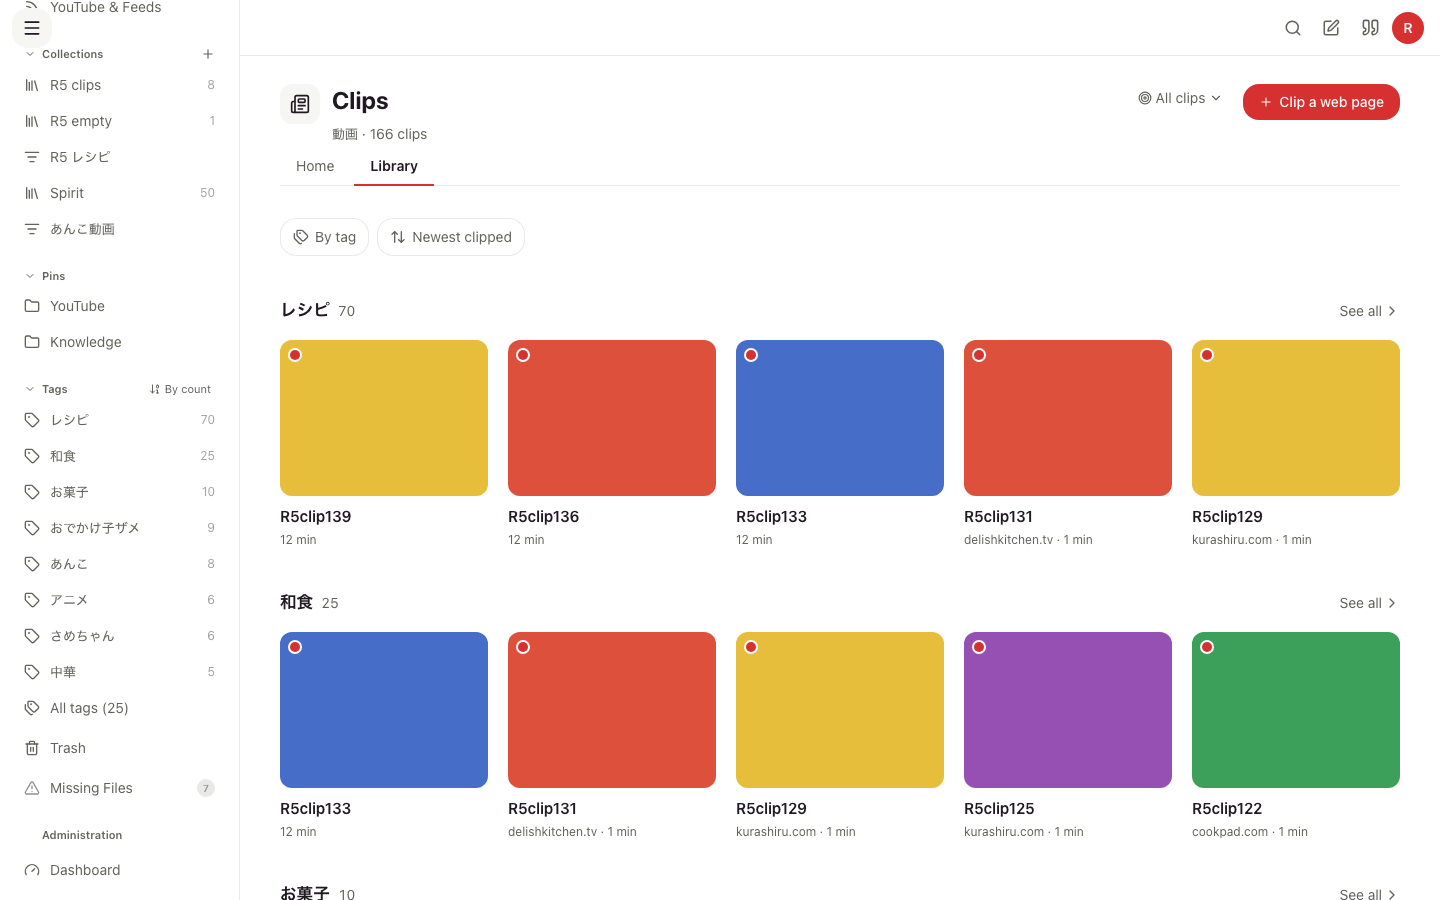 YouTube & Feeds
Collections
R5 clips 8
R5 empty 1
R5 レシピ
Spirit 50
あんこ動画
Pins
YouTube
Knowledge
Tags By count
レシピ 70
和食 25
お菓子 10
おでかけ子ザメ 9
あんこ 8
アニメ 6
さめちゃん 6
中華 5
All tags (25)
Trash
Missing Files 7
Administration
Dashboard
R
Clips
動画 · 166 clips
All clips
Clip a web page
Home Library
By tag Newest clipped
レシピ 70 See all
R5clip139 R5clip136 R5clip133 R5clip131 R5clip129
12 min 12 min 12 min delishkitchen.tv · 1 min kurashiru.com · 1 min
和食 25 See all
R5clip133 R5clip131 R5clip129 R5clip125 R5clip122
12 min delishkitchen.tv · 1 min kurashiru.com · 1 min kurashiru.com · 1 min cookpad.com · 1 min
お菓子 10 See all